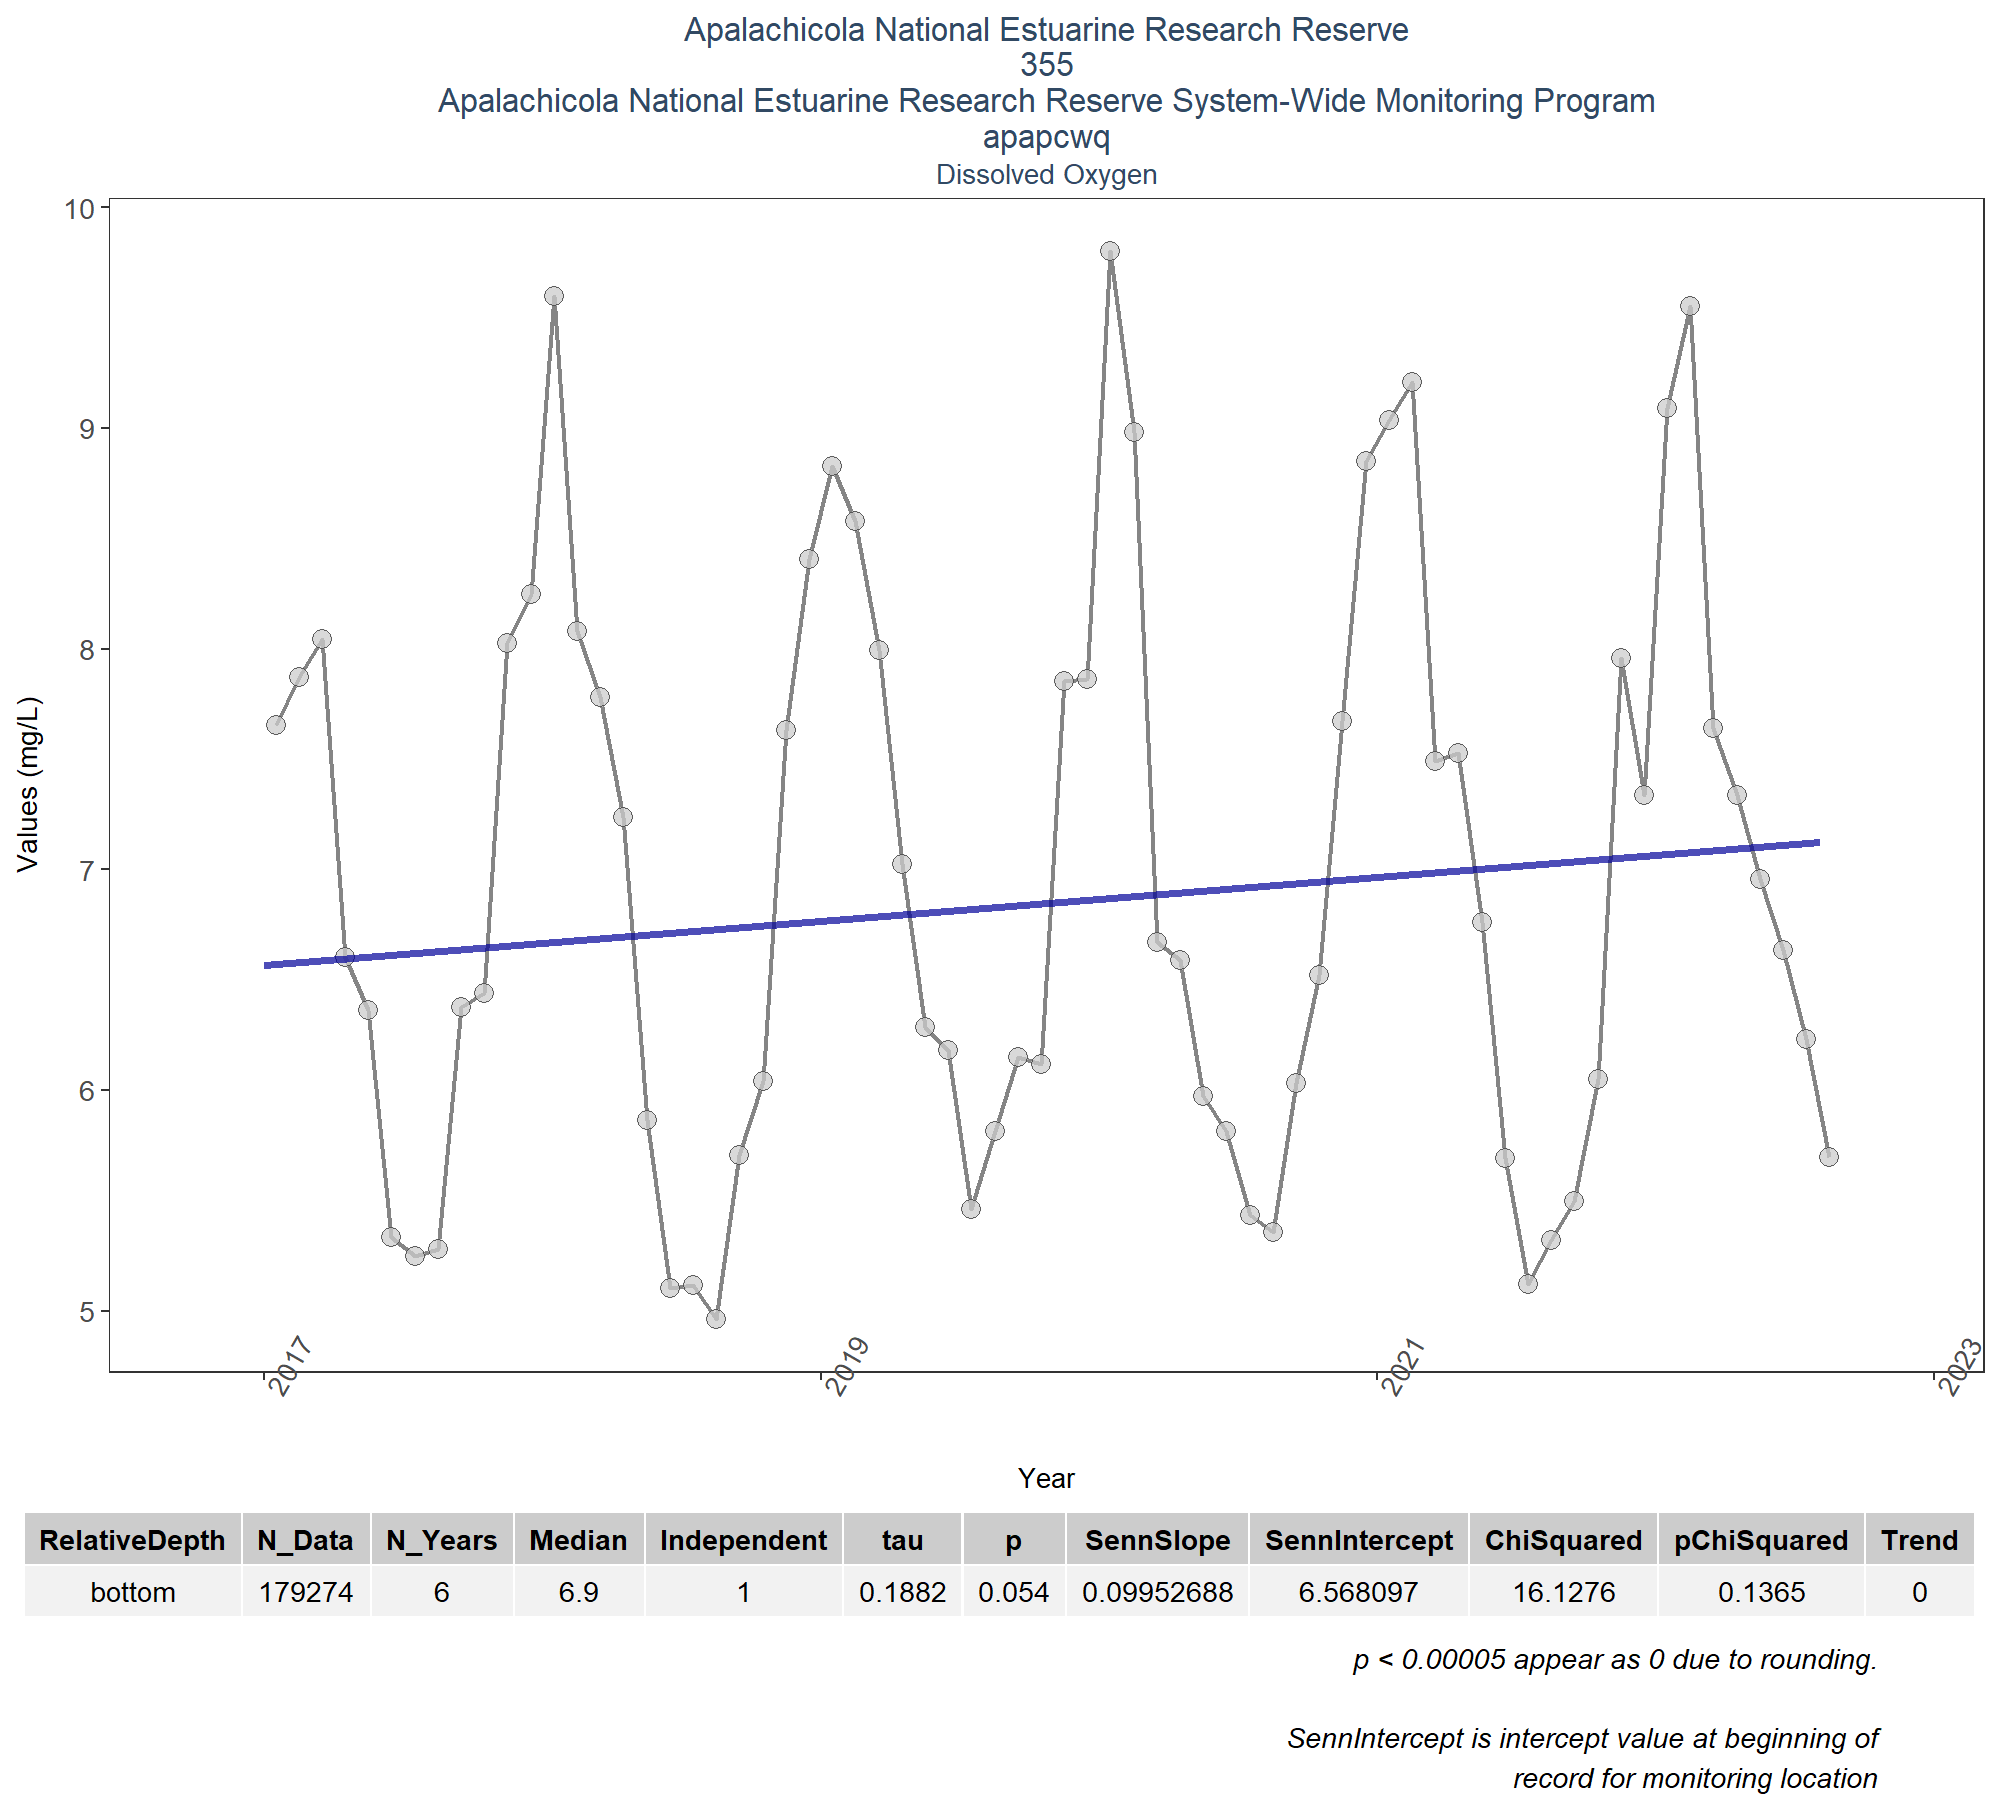 Apalachicola National Estuarine Research Reserve
355
Apalachicola National Estuarine Research Reserve System-Wide Monitoring Program
apapcwq
Dissolved Oxygen
10
9
8
7
6
5
Values (mg/L)
2017
2019
2021
2023
Year
RelativeDepth N_Data N_Years Median Independent tau p SennSlope SennIntercept ChiSquared pChiSquared Trend
bottom 179274 6 6.9 1 0.1882 0.054 0.09952688 6.568097 16.1276 0.1365 0
p < 0.00005 appear as 0 due to rounding.
SennIntercept is intercept value at beginning of
record for monitoring location